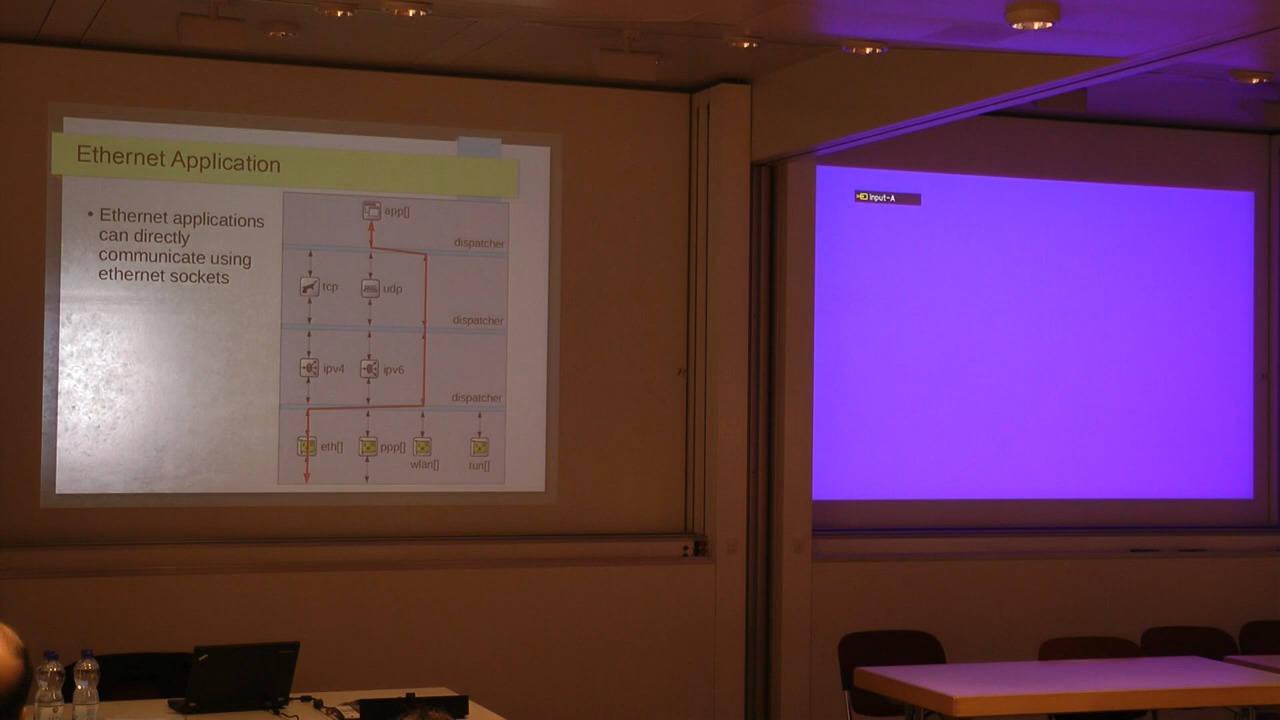 Ethernet Application
• Ethernet applications
can directly
communicate using
ethernet sockets
app[]
dispatcher
tcp
udp
dispatcher
ipv4
ipv6
dispatcher
eth[]
ppp[]
wlan[]
tun[]
Input-A